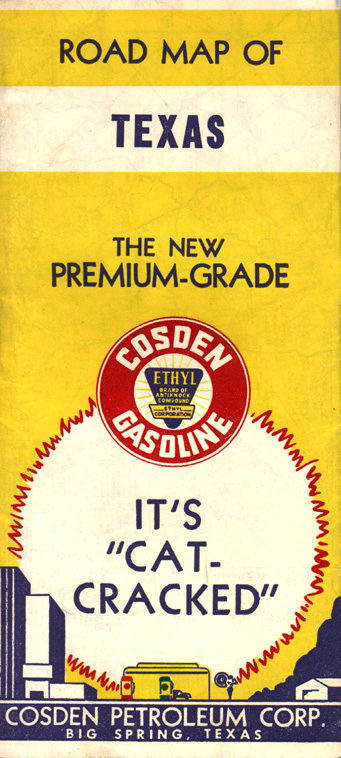 ROAD MAP OF
TEXAS
THE NEW
PREMIUM-GRADE
COSDEN
ETHYL
BRAND OF
ANTIKNOCK
COMPOUND
ETHYL
CORPORATION
GASOLINE
IT'S
"CAT-
CRACKED"
COSDEN PETROLEUM CORP.
BIG SPRING, TEXAS